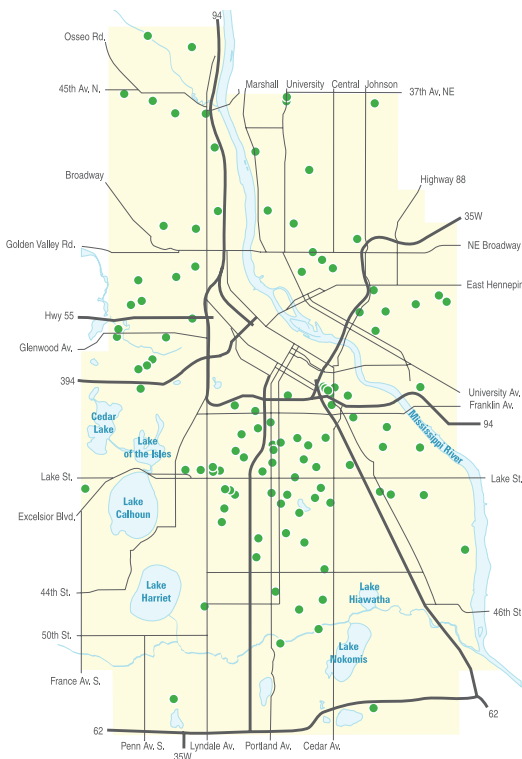 94
Osseo Rd.
45th Av. N.
Marshall
University
Central
Johnson
37th Av. NE
Broadway
Highway 88
35W
Golden Valley Rd.
NE Broadway
East Hennepin
Hwy 55
Glenwood Av.
394
University Av.
Franklin Av.
94
Cedar
Lake
Lake
of the Isles
Mississippi River
Lake St.
Lake St.
Lake
Calhoun
Excelsior Blvd.
Lake
Harriet
Lake
Hiawatha
44th St.
46th St
50th St.
Lake
Nokomis
France Av. S.
62
62
Penn Av. S.
Lyndale Av.
Portland Av.
Cedar Av.
35W